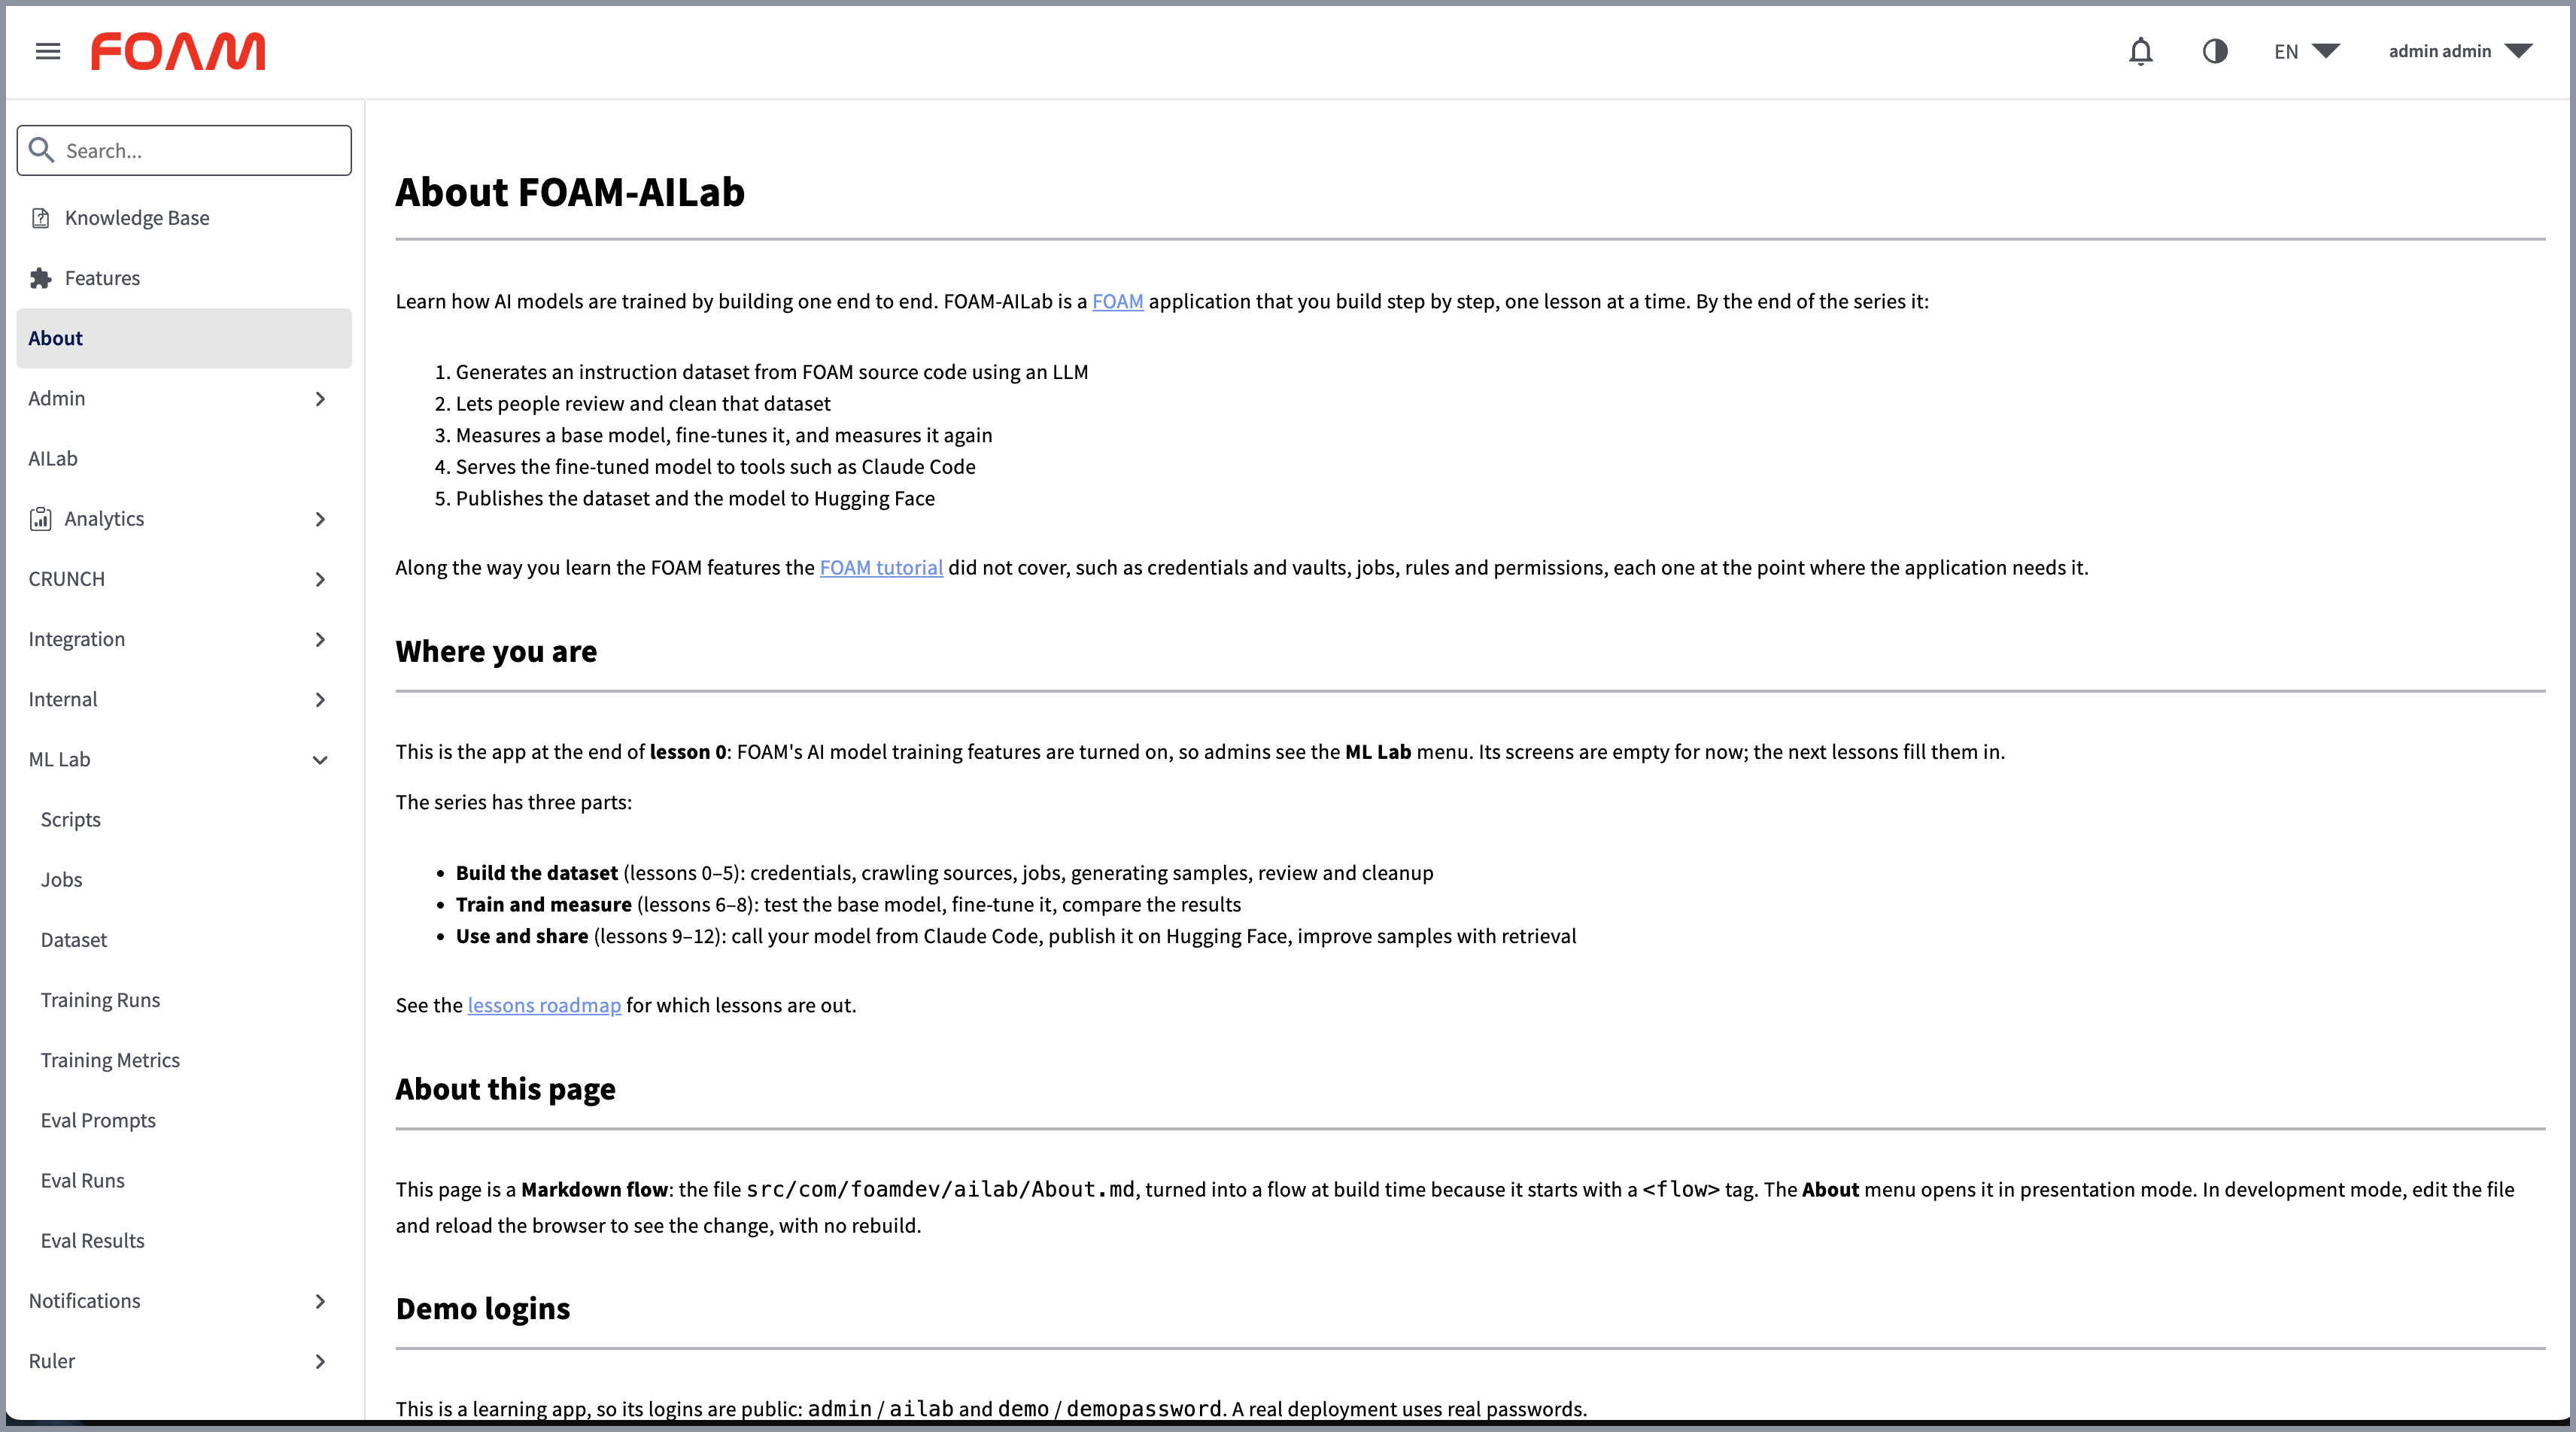 FOAM
EN
admin admin
Search...
Knowledge Base
Features
About
Admin
AILab
Analytics
CRUNCH
Integration
Internal
ML Lab
Scripts
Jobs
Dataset
Training Runs
Training Metrics
Eval Prompts
Eval Runs
Eval Results
Notifications
Ruler
About FOAM-AILab
Learn how AI models are trained by building one end to end. FOAM-AILab is a FOAM application that you build step by step, one lesson at a time. By the end of the series it:
1. Generates an instruction dataset from FOAM source code using an LLM
2. Lets people review and clean that dataset
3. Measures a base model, fine-tunes it, and measures it again
4. Serves the fine-tuned model to tools such as Claude Code
5. Publishes the dataset and the model to Hugging Face
Along the way you learn the FOAM features the FOAM tutorial did not cover, such as credentials and vaults, jobs, rules and permissions, each one at the point where the application needs it.
Where you are
This is the app at the end of lesson 0: FOAM's AI model training features are turned on, so admins see the ML Lab menu. Its screens are empty for now; the next lessons fill them in.
The series has three parts:
• Build the dataset (lessons 0–5): credentials, crawling sources, jobs, generating samples, review and cleanup
• Train and measure (lessons 6–8): test the base model, fine-tune it, compare the results
• Use and share (lessons 9–12): call your model from Claude Code, publish it on Hugging Face, improve samples with retrieval
See the lessons roadmap for which lessons are out.
About this page
This page is a Markdown flow: the file src/com/foamdev/ailab/About.md, turned into a flow at build time because it starts with a <flow> tag. The About menu opens it in presentation mode. In development mode, edit the file
and reload the browser to see the change, with no rebuild.
Demo logins
This is a learning app, so its logins are public: admin / ailab and demo / demopassword. A real deployment uses real passwords.